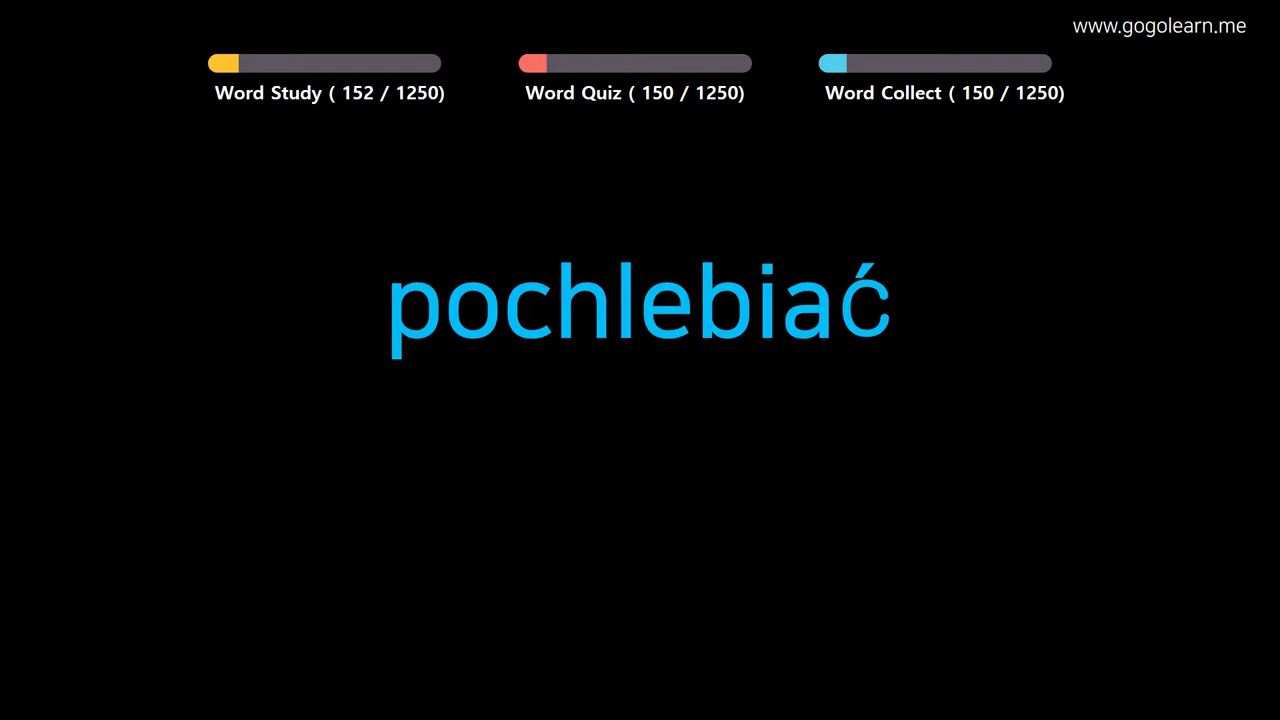 www.gogolearn.me
Word Study ( 152 / 1250)
Word Quiz ( 150 / 1250)
Word Collect ( 150 / 1250)
pochlebiać